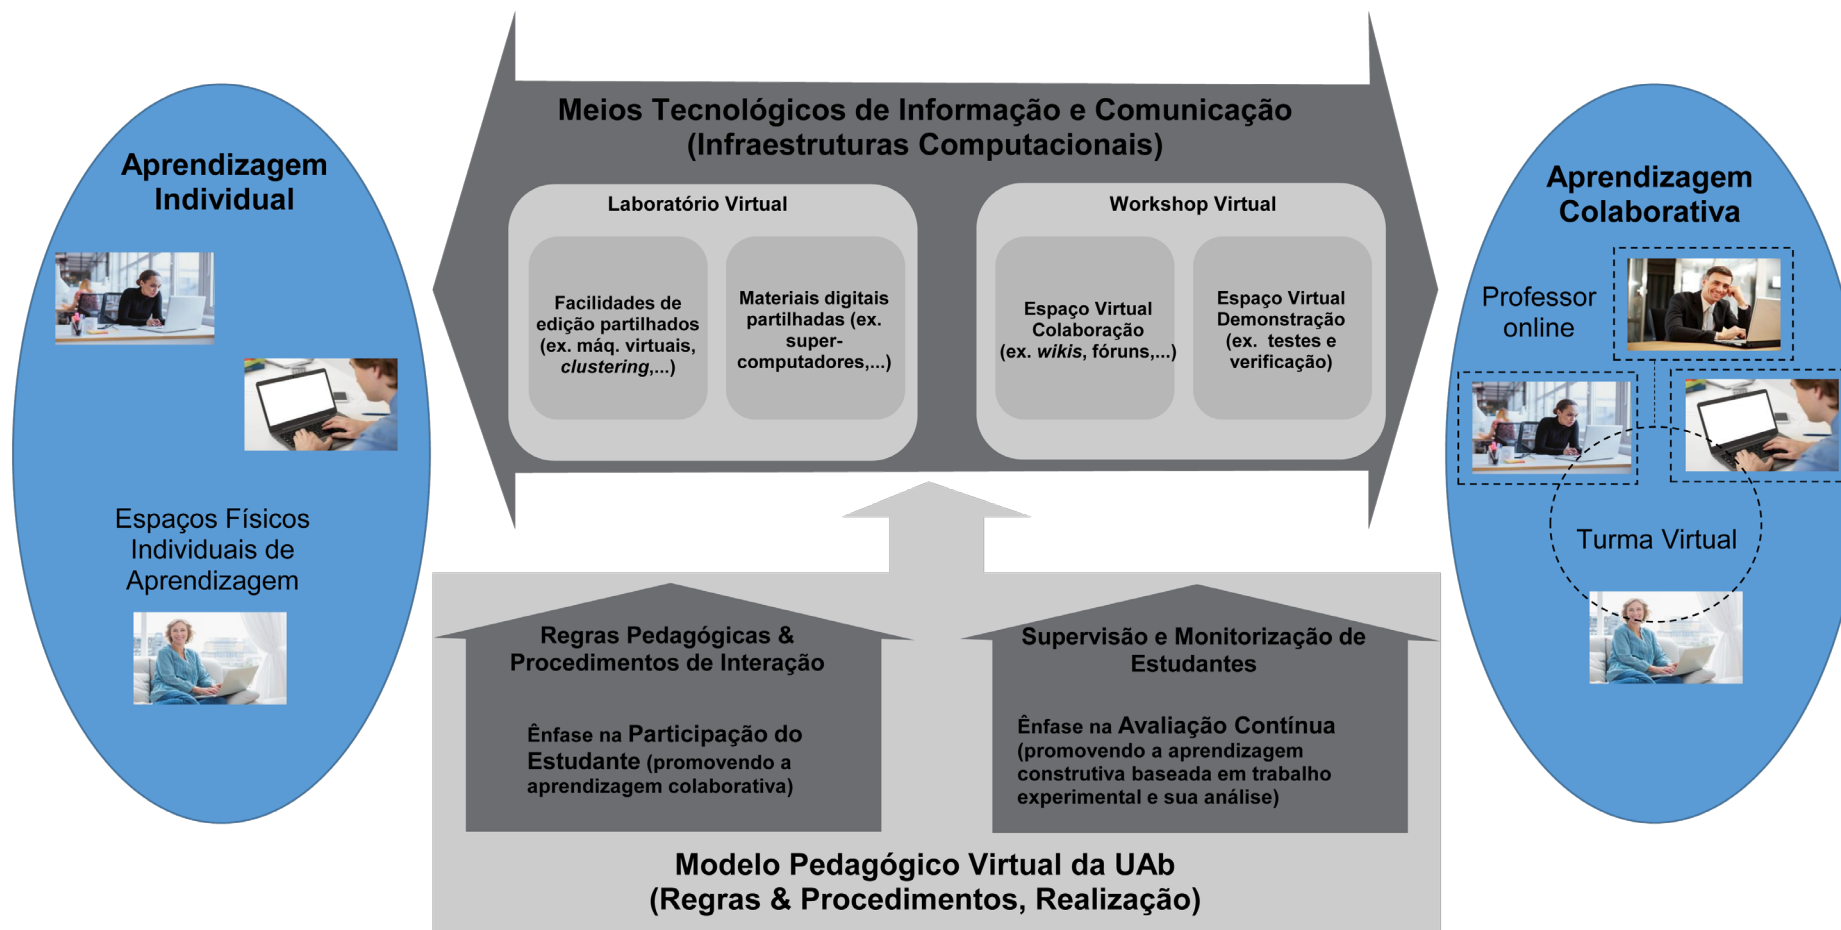 Meios Tecnológicos de Informação e Comunicação
(Infraestruturas Computacionais)
Aprendizagem
Individual
Espaços Físicos
Individuais de
Aprendizagem
Laboratório Virtual
Facilidades de
edição partilhados
(ex. máq. virtuais,
clustering,...)
Materiais digitais
partilhadas (ex.
super-
computadores,...)
Workshop Virtual
Espaço Virtual
Colaboração
(ex. wikis, fóruns,...)
Espaço Virtual
Demonstração
(ex. testes e
verificação)
Aprendizagem
Colaborativa
Professor
online
Turma Virtual
Regras Pedagógicas &
Procedimentos de Interação
Ênfase na Participação do
Estudante (promovendo a
aprendizagem colaborativa)
Supervisão e Monitorização de
Estudantes
Ênfase na Avaliação Contínua
(promovendo a aprendizagem
construtiva baseada em trabalho
experimental e sua análise)
Modelo Pedagógico Virtual da UAb
(Regras & Procedimentos, Realização)